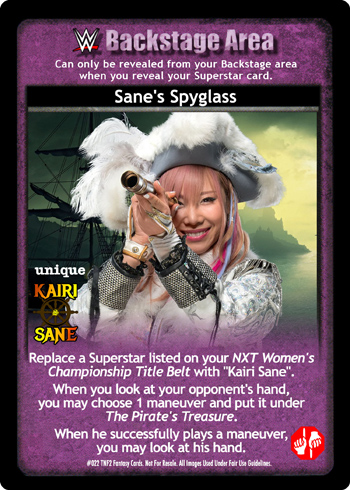 W Backstage Area
Can only be revealed from your Backstage area
when you reveal your Superstar card.
Sane's Spyglass
unique
KAIRI
SANE
Replace a Superstar listed on your NXT Women's
Championship Title Belt with "Kairi Sane".
When you look at your opponent's hand,
you may choose 1 maneuver and put it under
The Pirate's Treasure.
When he successfully plays a maneuver,
you may look at his hand.
#022 TNF2 Fantasy Cards. Not For Resale. All Images Used Under Fair Use Guidelines.